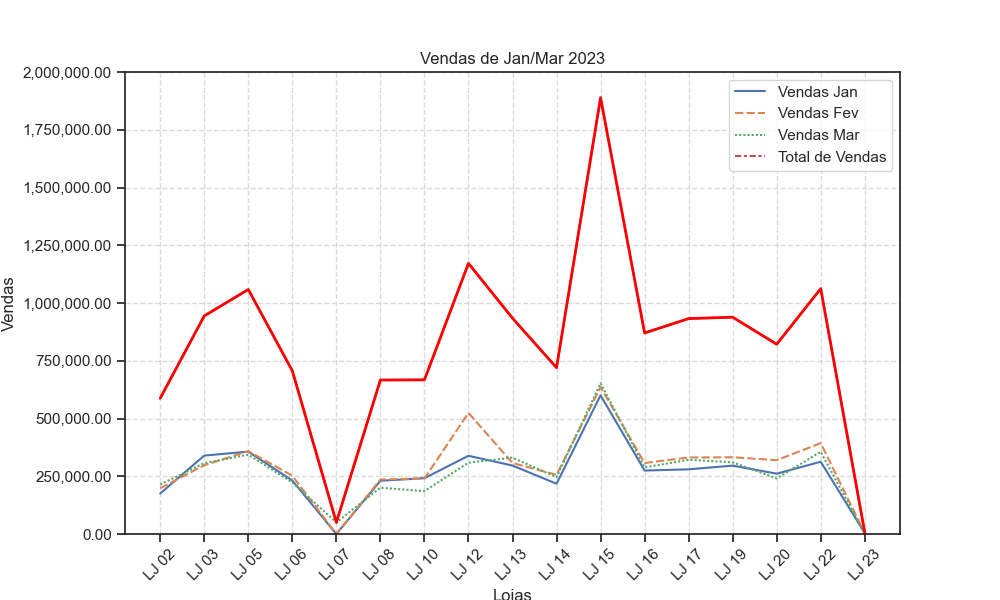 Vendas de Jan/Mar 2023
2,000,000.00
1,750,000.00
1,500,000.00
1,250,000.00
1,000,000.00
750,000.00
500,000.00
250,000.00
0.00
Vendas
Vendas Jan
Vendas Fev
Vendas Mar
Total de Vendas
LJ 02
LJ 03
LJ 05
LJ 06
LJ 07
LJ 08
LJ 10
LJ 12
LJ 13
LJ 14
LJ 15
LJ 16
LJ 17
LJ 19
LJ 20
LJ 22
LJ 23
Lojas